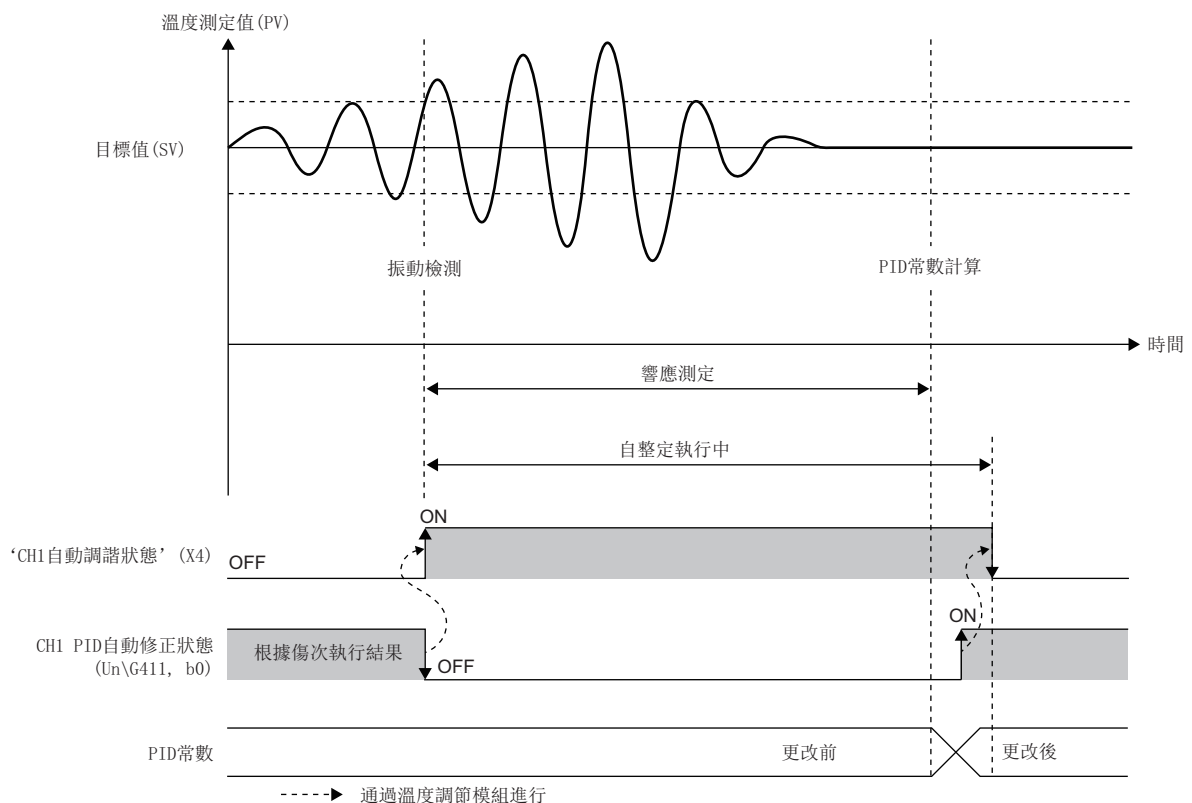 溫度測定值(PV)
目標值(SV)
振動檢測
PID常數計算
時間
響應測定
自整定執行中
ON
‘CH1自動調諧狀態’(X4)
OFF
ON
CH1 PID自動修正狀態
(Un\G411, b0)
根據傷次執行結果
OFF
PID常數
更改前
更改後
通過溫度調節模組進行